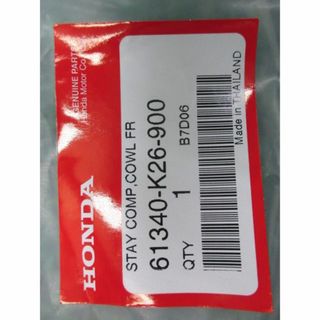 GENUINE PARTS
Honda Motor Co.
HONDA
STAY COMP,COWL FR
61340-K26-900
QTY 1 B7D06
Made in THAILAND